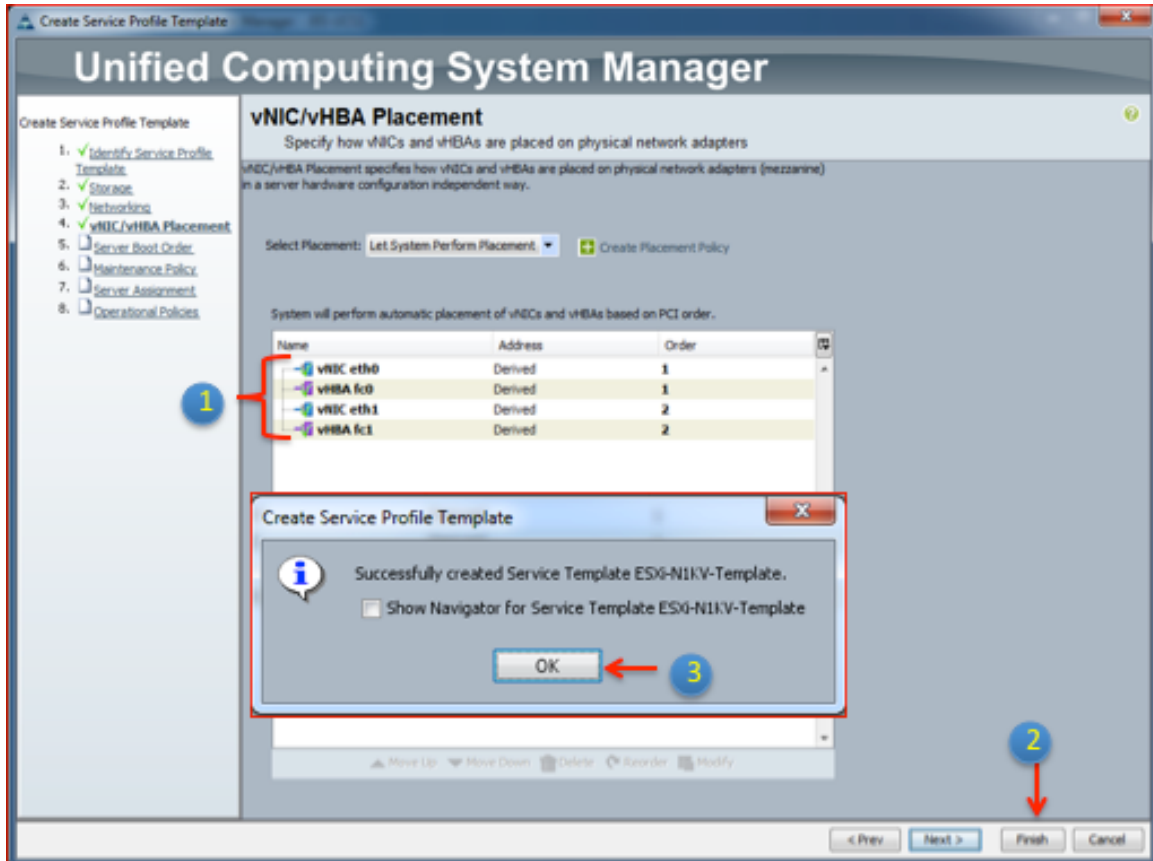 Create Service Profile Template
Unified Computing System Manager
Create Service Profile Template
1. Identify Service Profile
Template
2. Storage
3. Networking
4. vNIC/vHBA Placement
5. Server Boot Order
6. Maintenance Policy
7. Server Assignment
8. Operational Policies
vNIC/vHBA Placement
Specify how vNICs and vHBAs are placed on physical network adapters
vNIC/vHBA Placement specifies how vNICs and vHBAs are placed on physical network adapters (mezzanine)
in a server hardware configuration independent way.
Select Placement: Let System Perform Placement Create Placement Policy
System will perform automatic placement of vNICs and vHBAs based on PCI order.
Name Address Order
vNIC eth0 Derived 1
vHBA fc0 Derived 1
vNIC eth1 Derived 2
vHBA fc1 Derived 2
1
Create Service Profile Template
Successfully created Service Template ESXi-N1KV-Template.
Show Navigator for Service Template ESXi-N1KV-Template
OK
3
2
Move Up Move Down Delete Reorder Modify
< Prev Next > Finish Cancel